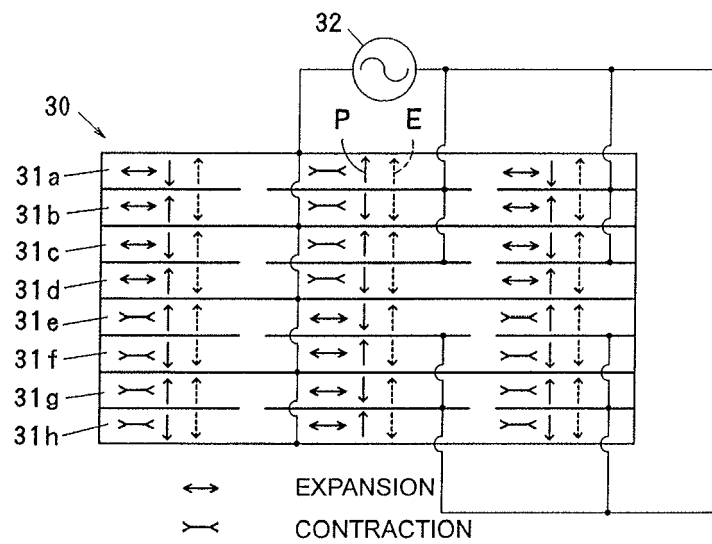 32
30
P E
31a
31b
31c
31d
31e
31f
31g
31h
EXPANSION
CONTRACTION